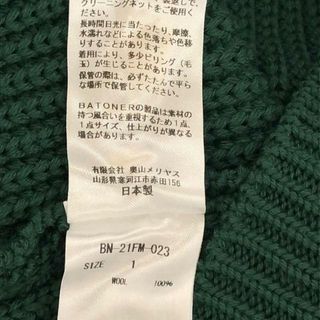 クリーニングネットをご使用く
ださい。
長時間日光に当たったり、摩擦、
水濡れなどによる色落ちや色移
りすることがあります。
着用により、多少ピリング(毛
玉)が生じることがあります。
保管の際は、必ずたたんで平ら
な場所で保管してください。
BATONERの製品は素材の
持つ風合いを重視するため1点
1点サイズ、仕上がりが異なる
場合があります。
有限会社 奥山メリヤス
山形県寒河江市赤田156
日本製
BN-21FM-023
SIZE 1
WOOL 100%